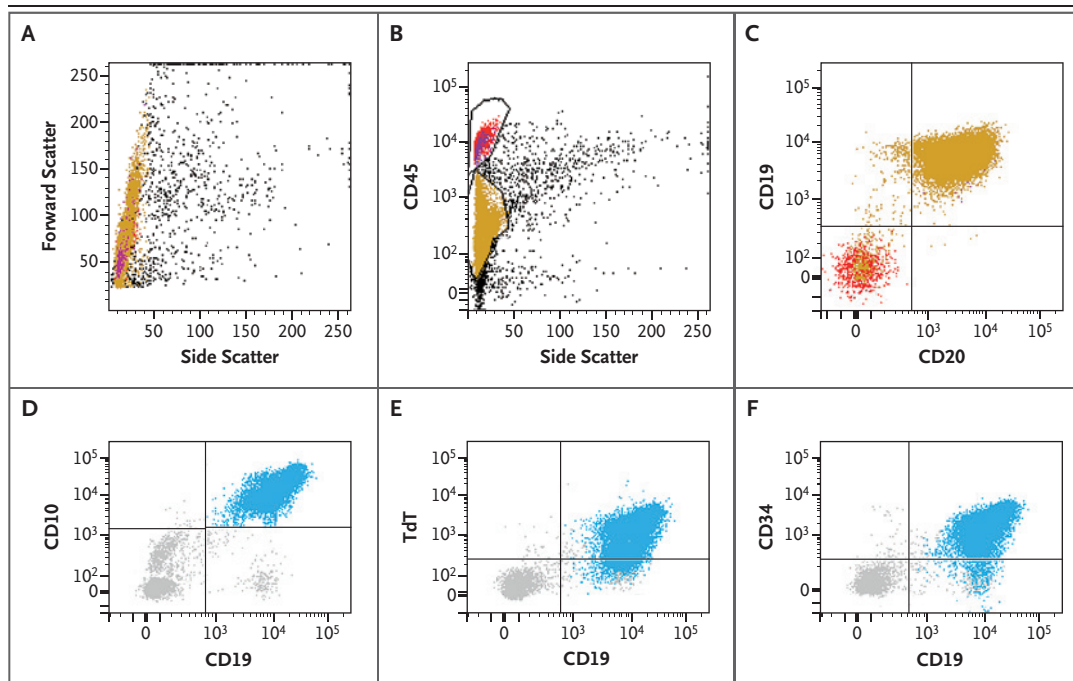 A
250
200
150
100
50
Forward Scatter
50 100 150 200 250
Side Scatter
B
10⁵
10⁴
10³
10²
0
CD45
50 100 150 200 250
Side Scatter
C
10⁵
10⁴
10³
10²
0
CD19
0 10³ 10⁴ 10⁵
CD20
D
10⁵
10⁴
10³
10²
0
CD10
0 10³ 10⁴ 10⁵
CD19
E
10⁵
10⁴
10³
10²
0
TdT
0 10³ 10⁴ 10⁵
CD19
F
10⁵
10⁴
10³
10²
0
CD34
0 10³ 10⁴ 10⁵
CD19